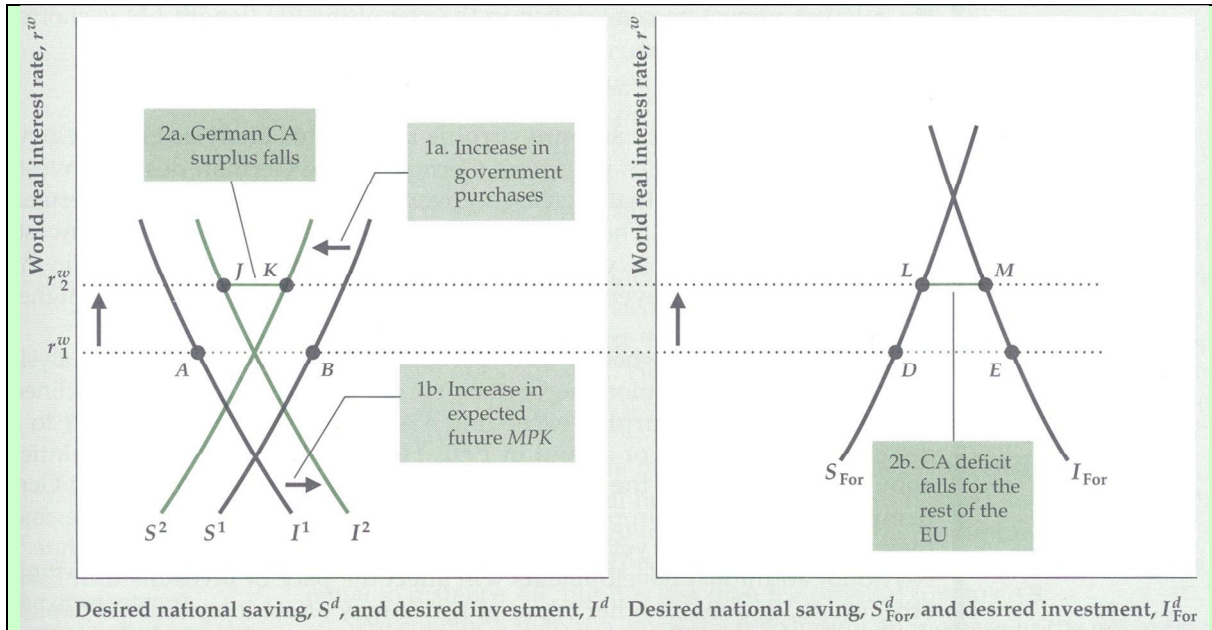 World real interest rate, r^w
2a. German CA
surplus falls
1a. Increase in
government
purchases
J K
r^w_2
r^w_1
A B
1b. Increase in
expected
future MPK
S^2 S^1 I^1 I^2
Desired national saving, S^d, and desired investment, I^d
World real interest rate, r^w
L M
D E
S_For
I_For
2b. CA deficit
falls for the
rest of the
EU
Desired national saving, S^d_For, and desired investment, I^d_For